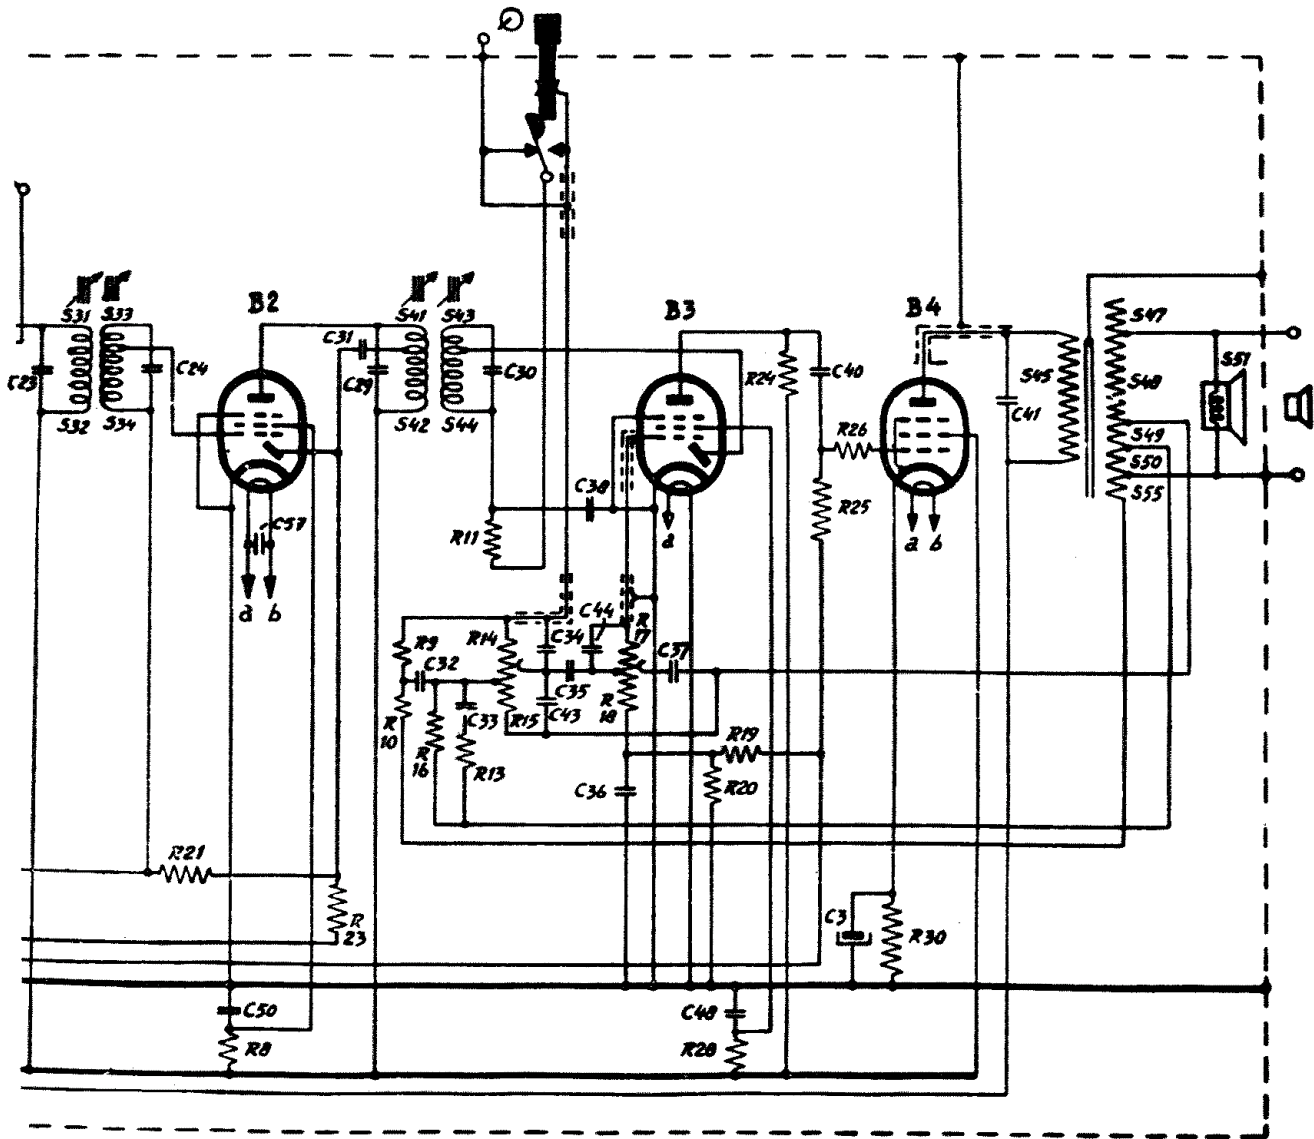 S31 S33
B2
C31
S41 S43
B3
B4
S47
C23
C24
C29
C30
R24
C40
S45
S48
S51
C41
S32 S34
S42 S44
R26
S49
S50
S55
C57
R11
C38
R25
a
a b
a b
R9
C32
R14
C34
C44
R
17
C37
C35
R
10
C33
R15
C43
R
18
R
16
R13
R19
C36
R20
R21
R
23
C3
R30
C50
C48
R8
R28